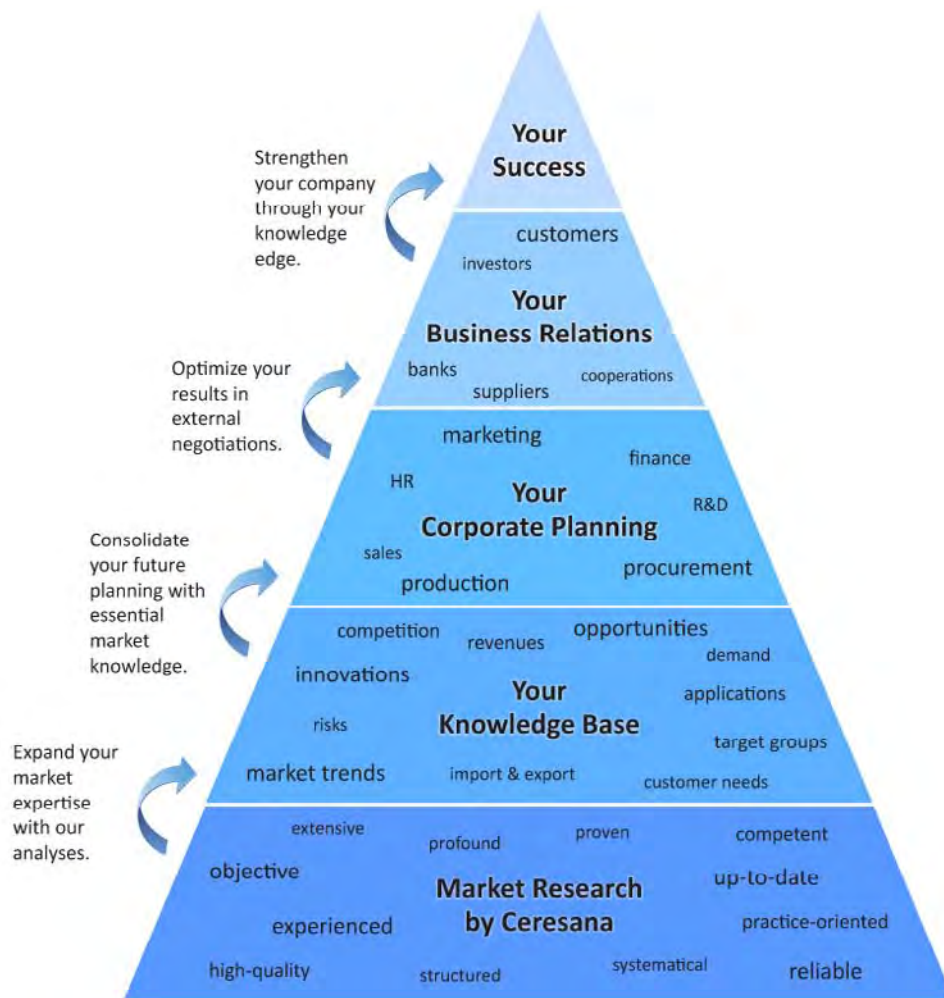 Your
Success
Strengthen
your company
through your
knowledge
edge.
customers
investors
Your
Business Relations
banks
suppliers
cooperations
Optimize your
results in
external
negotiations.
marketing
finance
HR
R&D
Your
Corporate Planning
sales
production
procurement
Consolidate
your future
planning with
essential
market
knowledge.
competition
revenues
opportunities
demand
innovations
applications
Your
Knowledge Base
risks
target groups
market trends
import & export
customer needs
Expand your
market
expertise
with our
analyses.
extensive
profound
proven
competent
objective
up-to-date
Market Research
by Ceresana
experienced
practice-oriented
high-quality
structured
systematical
reliable